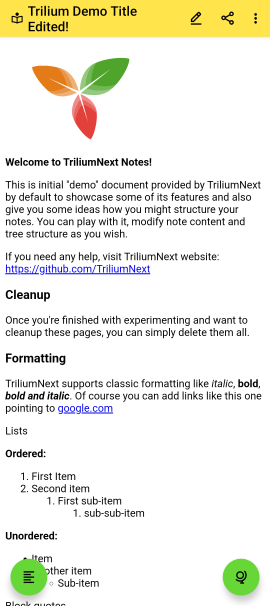 Trilium Demo Title
Edited!
Welcome to TriliumNext Notes!
This is initial "demo" document provided by TriliumNext
by default to showcase some of its features and also
give you some ideas how you might structure your
notes. You can play with it, modify note content and
tree structure as you wish.
If you need any help, visit TriliumNext website:
https://github.com/TriliumNext
Cleanup
Once you're finished with experimenting and want to
cleanup these pages, you can simply delete them all.
Formatting
TriliumNext supports classic formatting like italic, bold,
bold and italic. Of course you can add links like this one
pointing to google.com
Lists
Ordered:
1. First Item
2. Second item
1. First sub-item
1. sub-sub-item
Unordered:
Item
other item
Sub-item
Block quotes